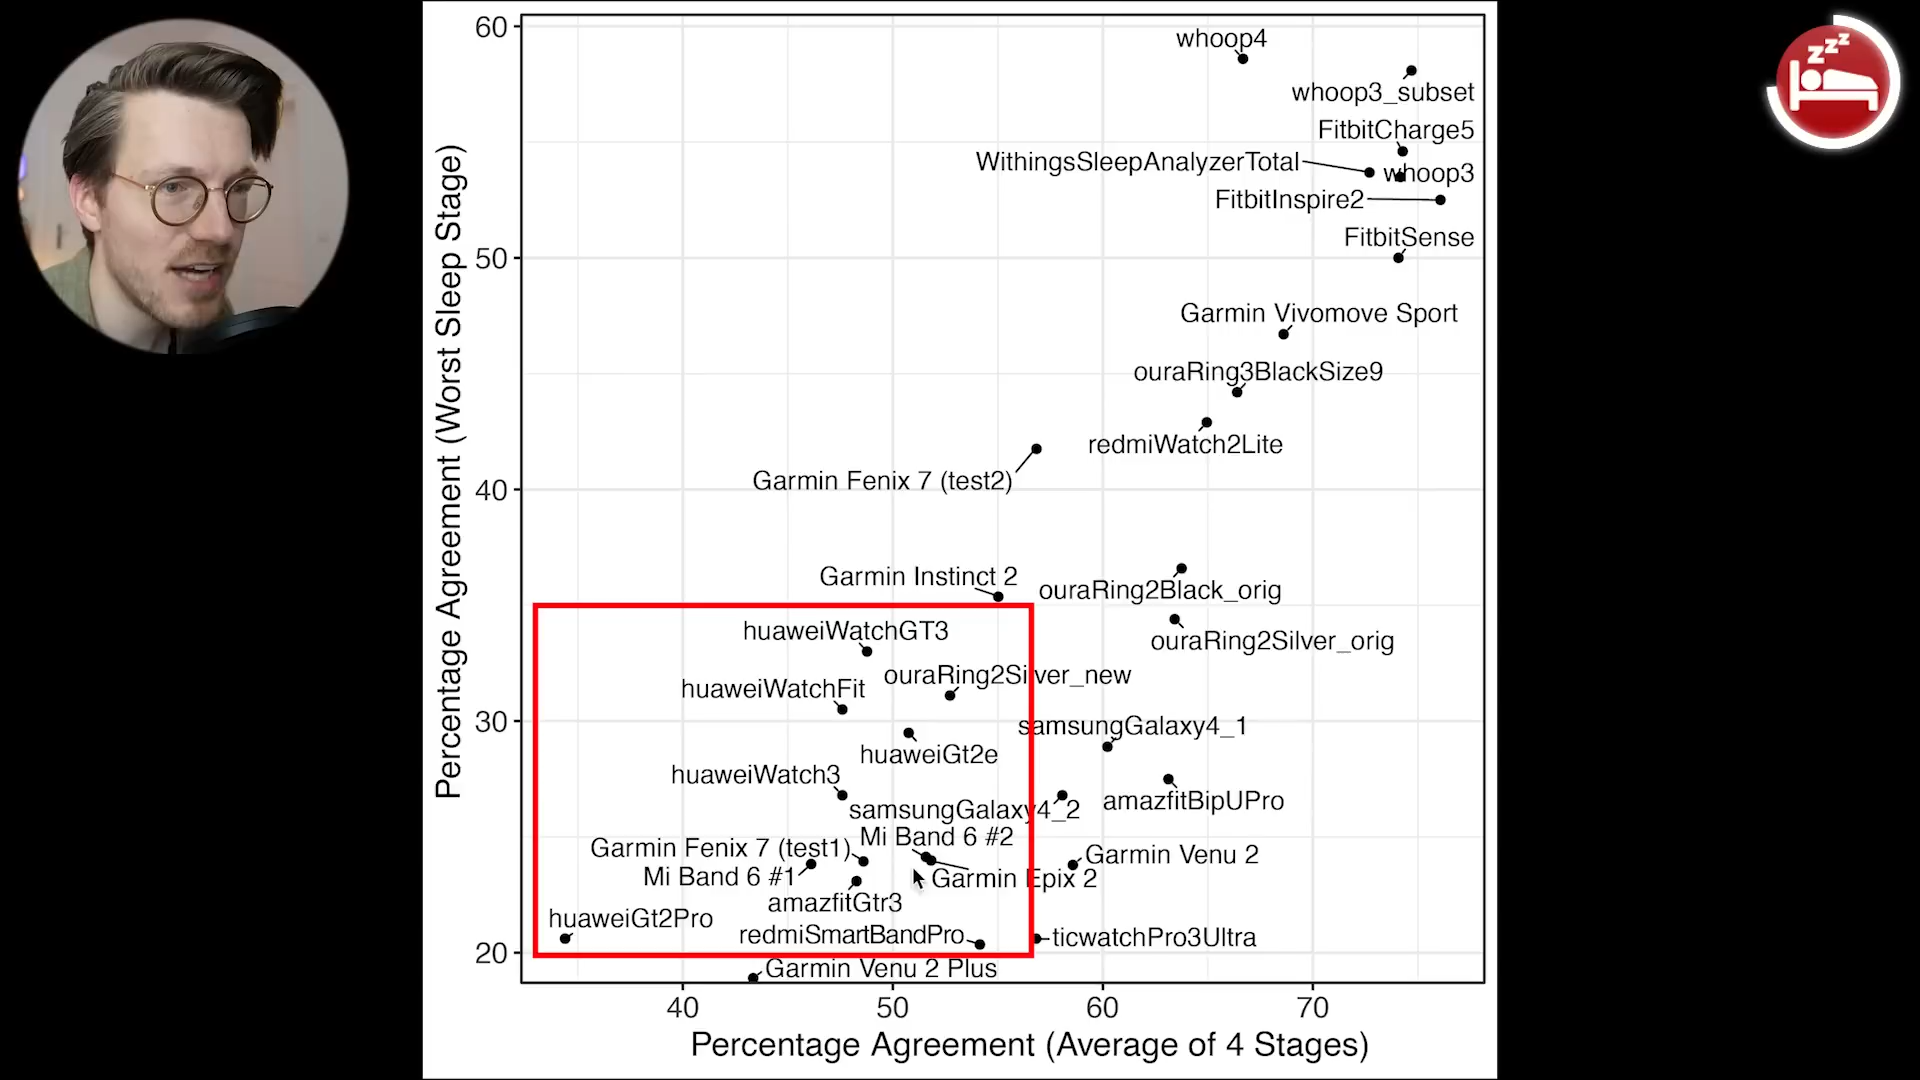 60
whoop4
whoop3_subset
FitbitCharge5
WithingsSleepAnalyzerTotal
whoop3
FitbitInspire2
FitbitSense
50
Garmin Vivomove Sport
ouraRing3BlackSize9
redmiWatch2Lite
Garmin Fenix 7 (test2)
40
Garmin Instinct 2
ouraRing2Black_orig
huaweiWatchGT3
ouraRing2Silver_orig
ouraRing2Silver_new
huaweiWatchFit
30
samsungGalaxy4_1
huaweiGt2e
huaweiWatch3
amazfitBipUPro
samsungGalaxy4_2
Mi Band 6 #2
Garmin Fenix 7 (test1)
Garmin Venu 2
Mi Band 6 #1
Garmin Epix 2
amazfitGtr3
huaweiGt2Pro
redmiSmartBandPro
ticwatchPro3Ultra
20
Garmin Venu 2 Plus
40 50 60 70
Percentage Agreement (Average of 4 Stages)
Percentage Agreement (Worst Sleep Stage)
zzz